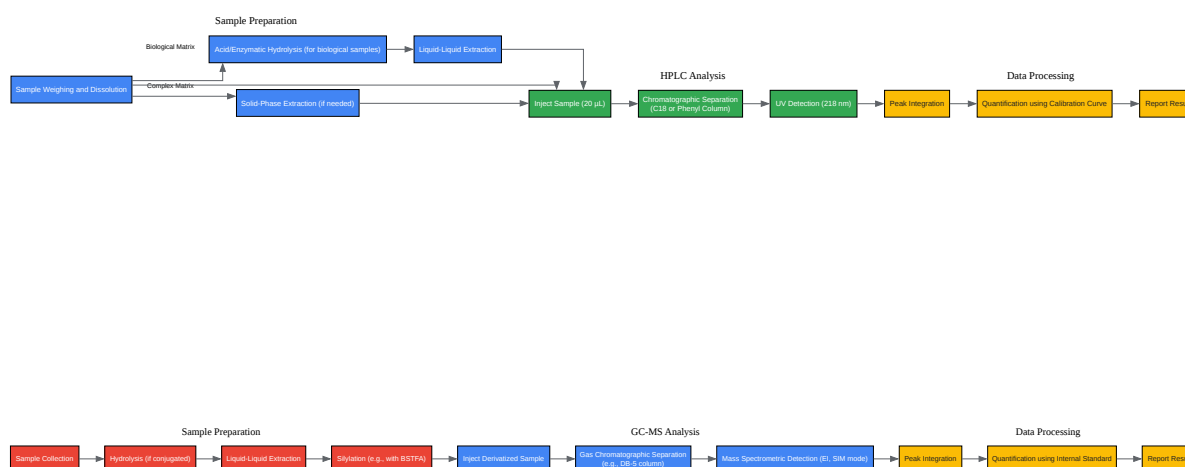 Sample Preparation
Biological Matrix
Acid/Enzymatic Hydrolysis (for biological samples)
Liquid-Liquid Extraction
Sample Weighing and Dissolution
Complex Matrix
Solid-Phase Extraction (if needed)
HPLC Analysis
Inject Sample (20 µL)
Chromatographic Separation
(C18 or Phenyl Column)
UV Detection (218 nm)
Data Processing
Peak Integration
Quantification using Calibration Curve
Report Resu
Sample Preparation
Sample Collection
Hydrolysis (if conjugated)
Liquid-Liquid Extraction
Silylation (e.g., with BSTFA)
GC-MS Analysis
Inject Derivatized Sample
Gas Chromatographic Separation
(e.g., DB-5 column)
Mass Spectrometric Detection (EI, SIM mode)
Data Processing
Peak Integration
Quantification using Internal Standard
Report Resu